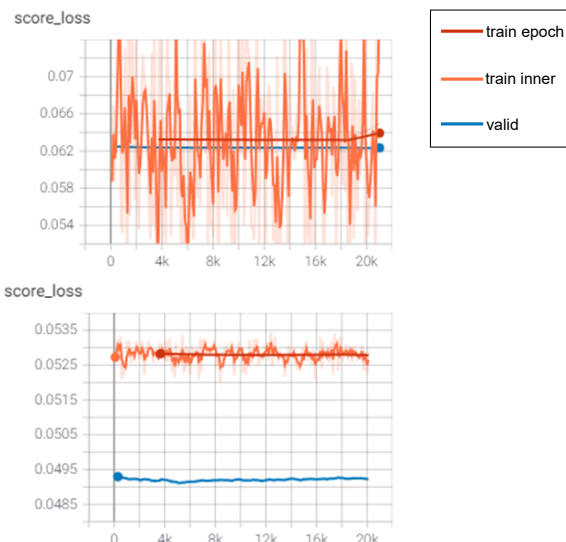 score_loss
train epoch
train inner
valid
0.07
0.066
0.062
0.058
0.054
0 4k 8k 12k 16k 20k
score_loss
0.0535
0.0525
0.0515
0.0505
0.0495
0.0485
0 4k 8k 12k 16k 20k